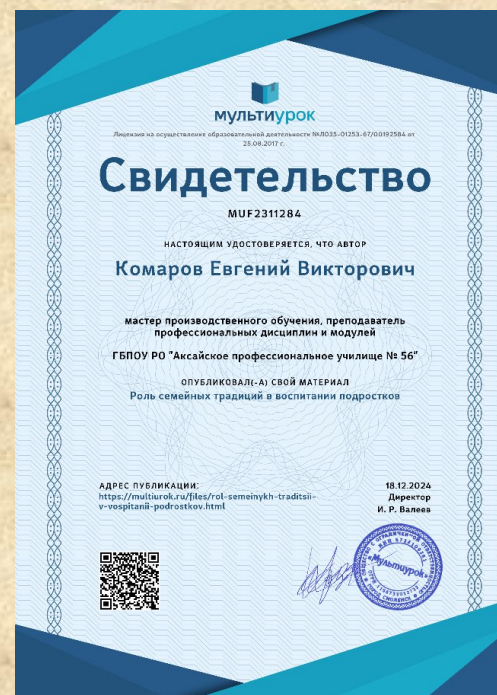 мультиурок
Лицензия на осуществление образовательной деятельности №Л035-01253-67/00192584 от
25.08.2017 г.
Свидетельство
MUF2311284
НАСТОЯЩИМ УДОСТОВЕРЯЕТСЯ, ЧТО АВТОР
Комаров Евгений Викторович
мастер производственного обучения, преподаватель
профессиональных дисциплин и модулей
ГБПОУ РО "Аксайское профессиональное училище № 56"
ОПУБЛИКОВАЛ(-А) СВОЙ МАТЕРИАЛ
Роль семейных традиций в воспитании подростков
АДРЕС ПУБЛИКАЦИИ:
https://multiurok.ru/files/rol-semeinykh-traditsii-
v-vospitanii-podrostkov.html
18.12.2024
Директор
И. Р. Валеев
«Мультиурок»